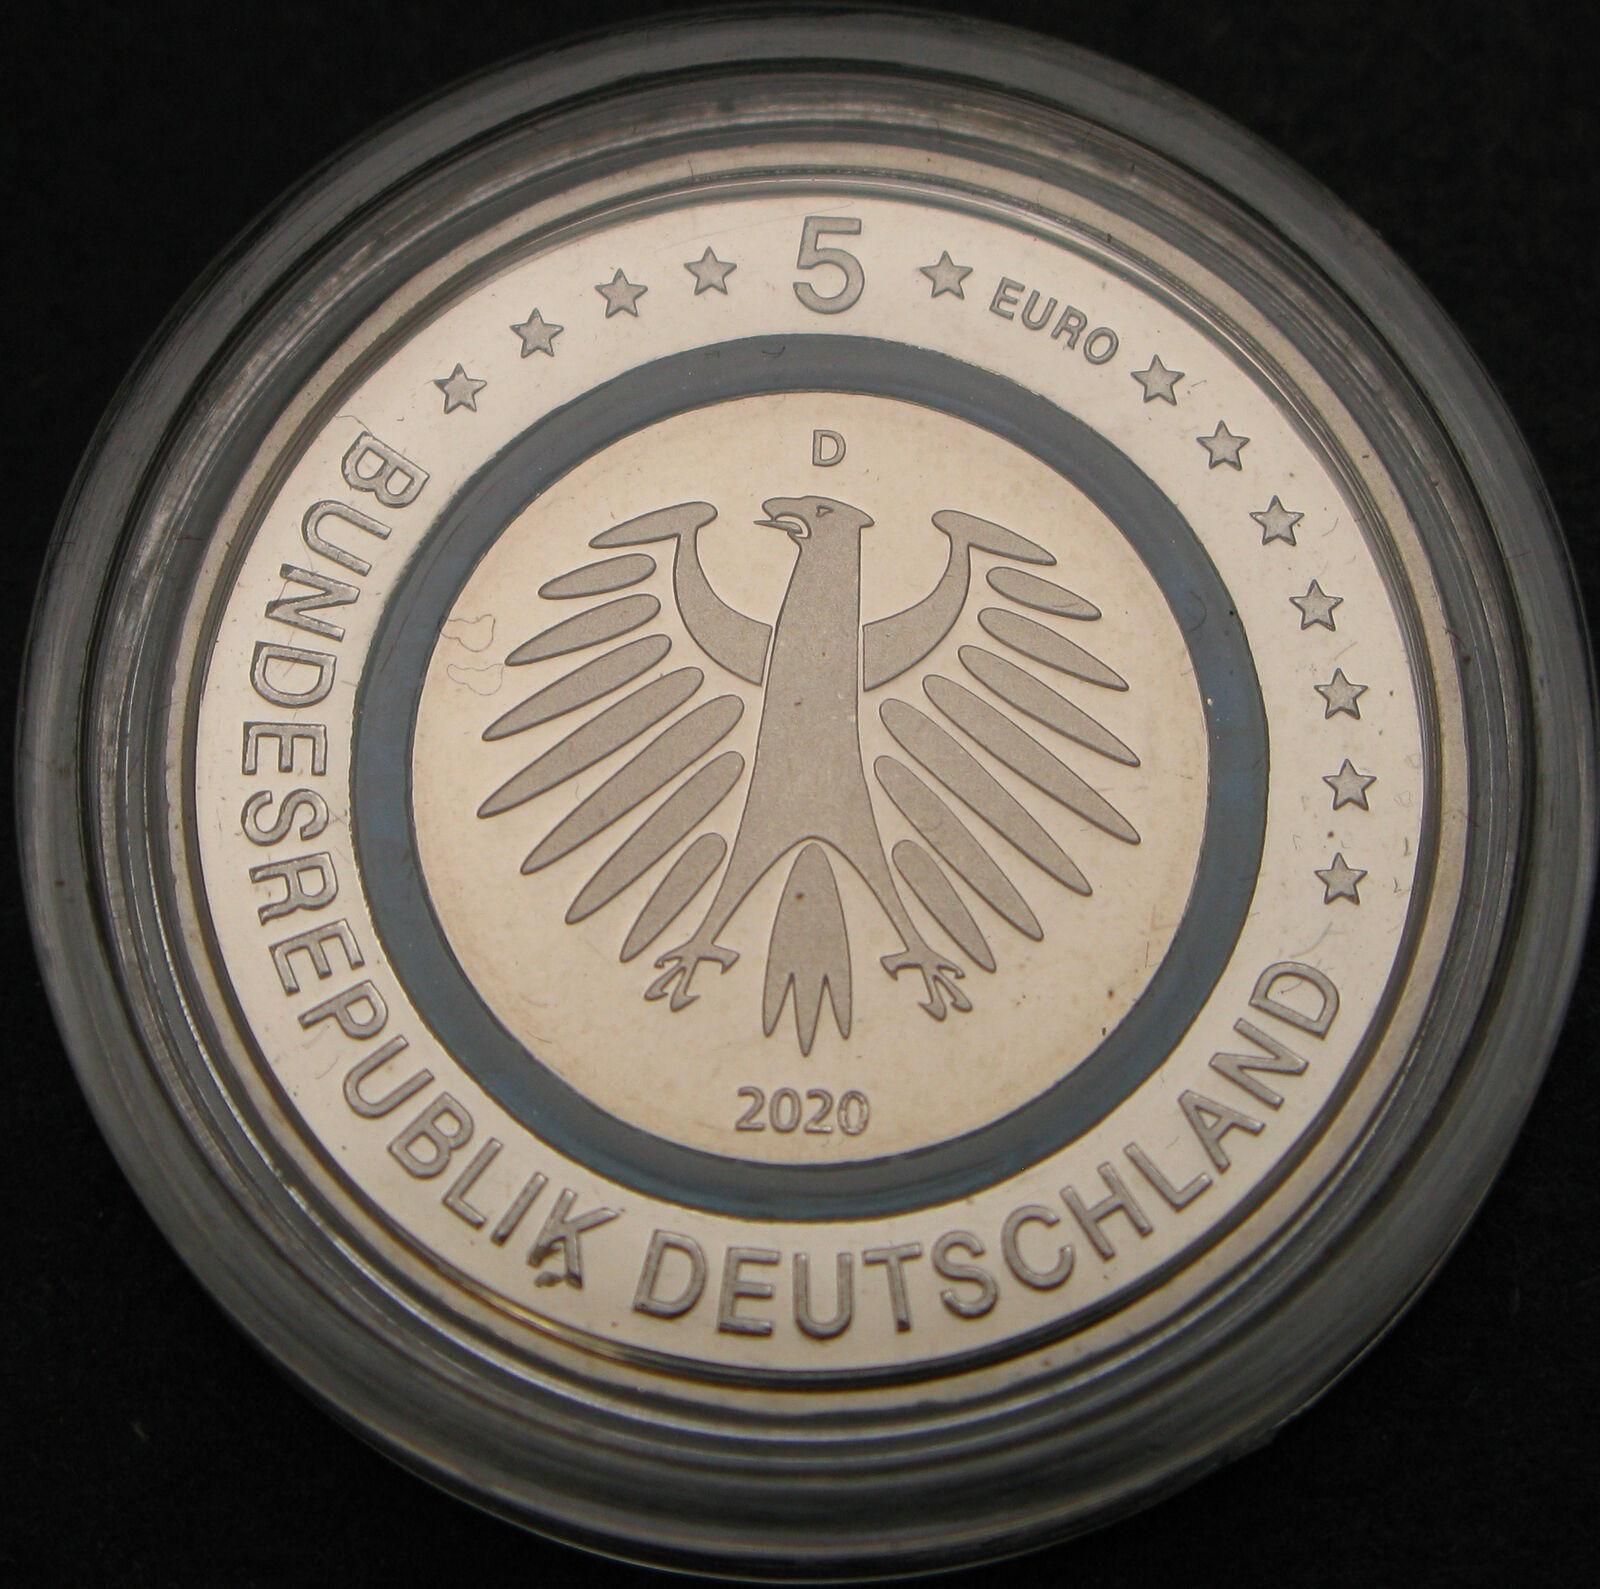 5 EURO
D
2020
BUNDESREPUBLIK DEUTSCHLAND